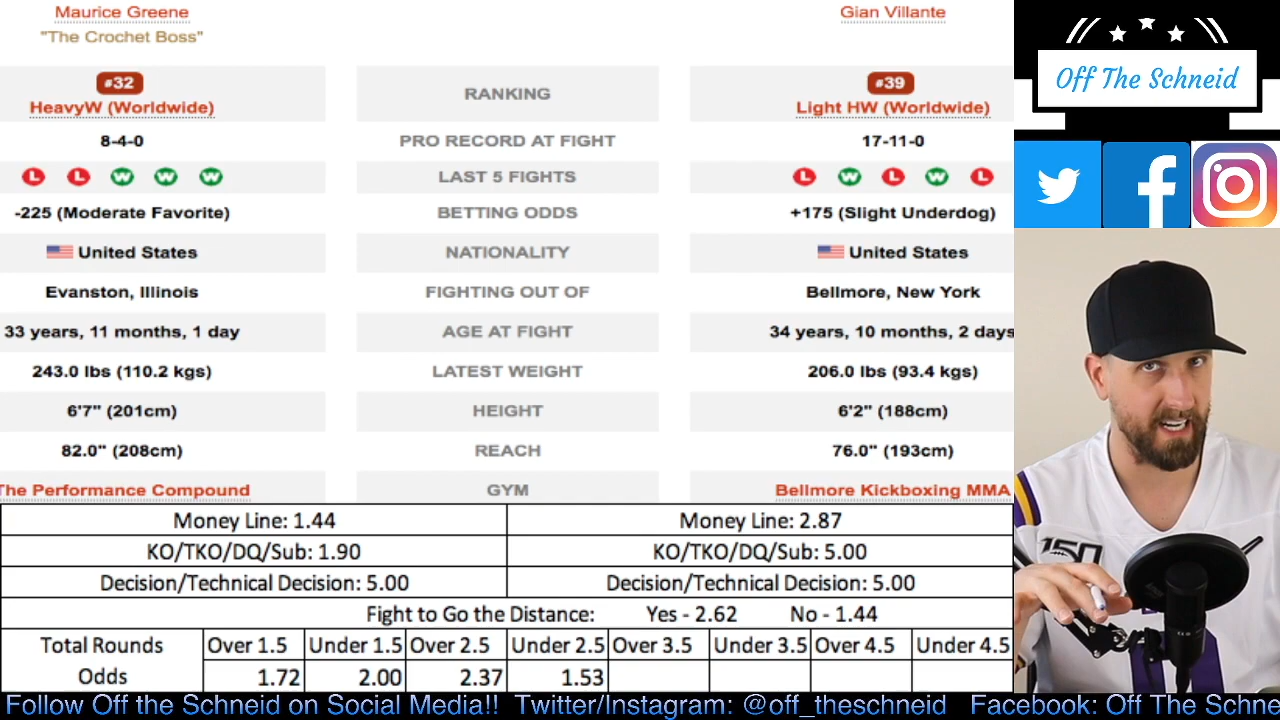 Maurice Greene
Gian Villante
"The Crochet Boss"
#32
RANKING
#39
HeavyW (Worldwide)
Light HW (Worldwide)
8-4-0
PRO RECORD AT FIGHT
17-11-0
L L W W W
LAST 5 FIGHTS
L W L W L
-225 (Moderate Favorite)
BETTING ODDS
+175 (Slight Underdog)
United States
NATIONALITY
United States
Evanston, Illinois
FIGHTING OUT OF
Bellmore, New York
33 years, 11 months, 1 day
AGE AT FIGHT
34 years, 10 months, 2 days
243.0 lbs (110.2 kgs)
LATEST WEIGHT
206.0 lbs (93.4 kgs)
6'7" (201cm)
HEIGHT
6'2" (188cm)
82.0" (208cm)
REACH
76.0" (193cm)
The Performance Compound
GYM
Bellmore Kickboxing MMA
Money Line: 1.44
Money Line: 2.87
KO/TKO/DQ/Sub: 1.90
KO/TKO/DQ/Sub: 5.00
Decision/Technical Decision: 5.00
Decision/Technical Decision: 5.00
Fight to Go the Distance: Yes - 2.62 No - 1.44
Total Rounds Over 1.5 Under 1.5 Over 2.5 Under 2.5 Over 3.5 Under 3.5 Over 4.5 Under 4.5
Odds 1.72 2.00 2.37 1.53
Off The Schneid
150
Follow Off the Schneid on Social Media!! Twitter/Instagram: @off_theschneid Facebook: Off The Schne